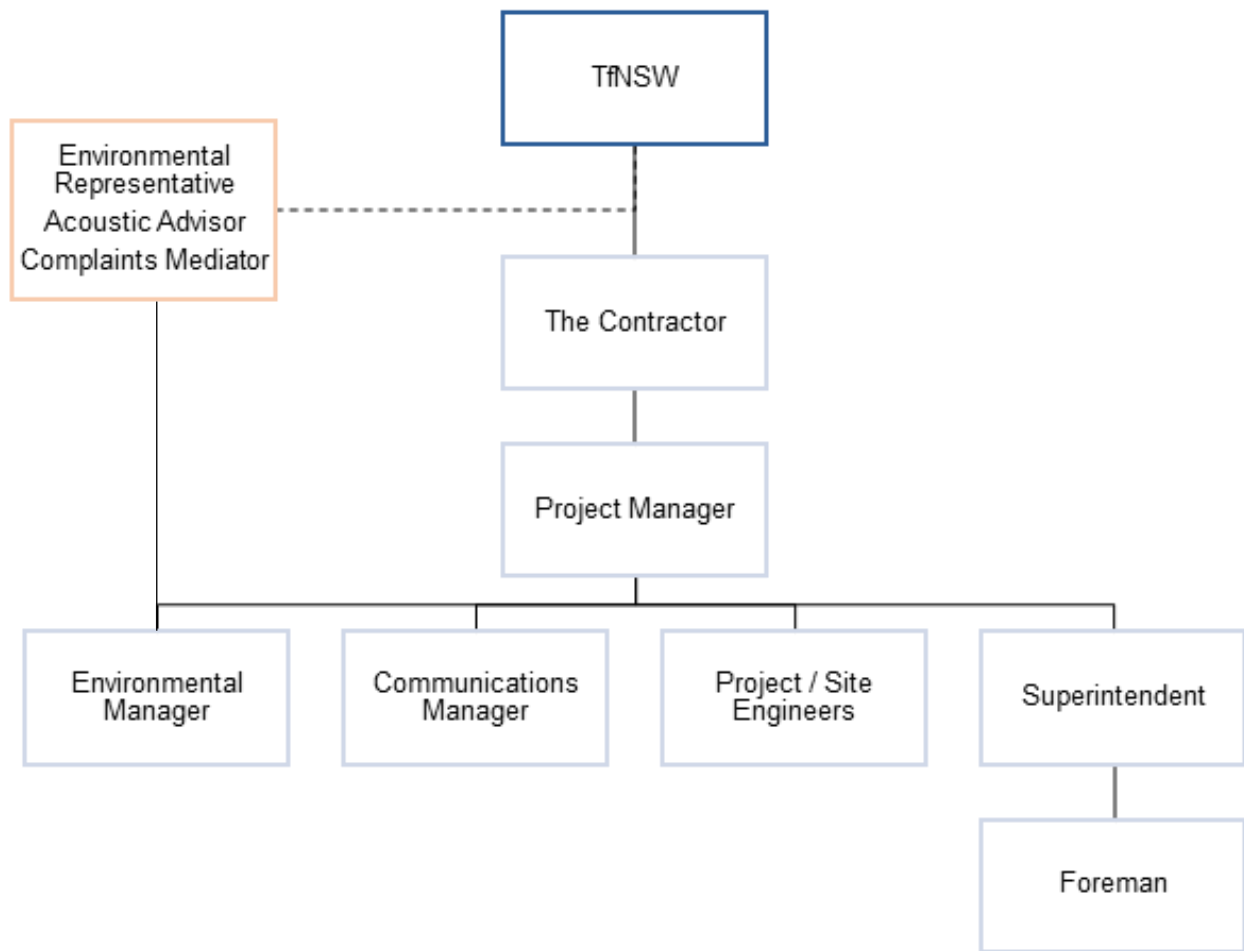 TfNSW
Environmental
Representative
Acoustic Advisor
Complaints Mediator
The Contractor
Project Manager
Environmental
Manager
Communications
Manager
Project / Site
Engineers
Superintendent
Foreman